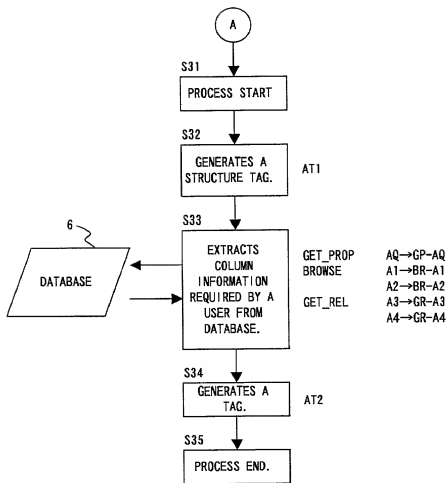 A
S31
PROCESS START
S32
GENERATES A
STRUCTURE TAG.
AT1
S33
6
DATABASE
EXTRACTS
COLUMN
INFORMATION
REQUIRED BY A
USER FROM
DATABASE.
GET_PROP AQ→GP-AQ
BROWSE A1→BR-A1
A2→BR-A2
GET_REL A3→GR-A3
A4→GR-A4
S34
GENERATES A
TAG.
AT2
S35
PROCESS END.